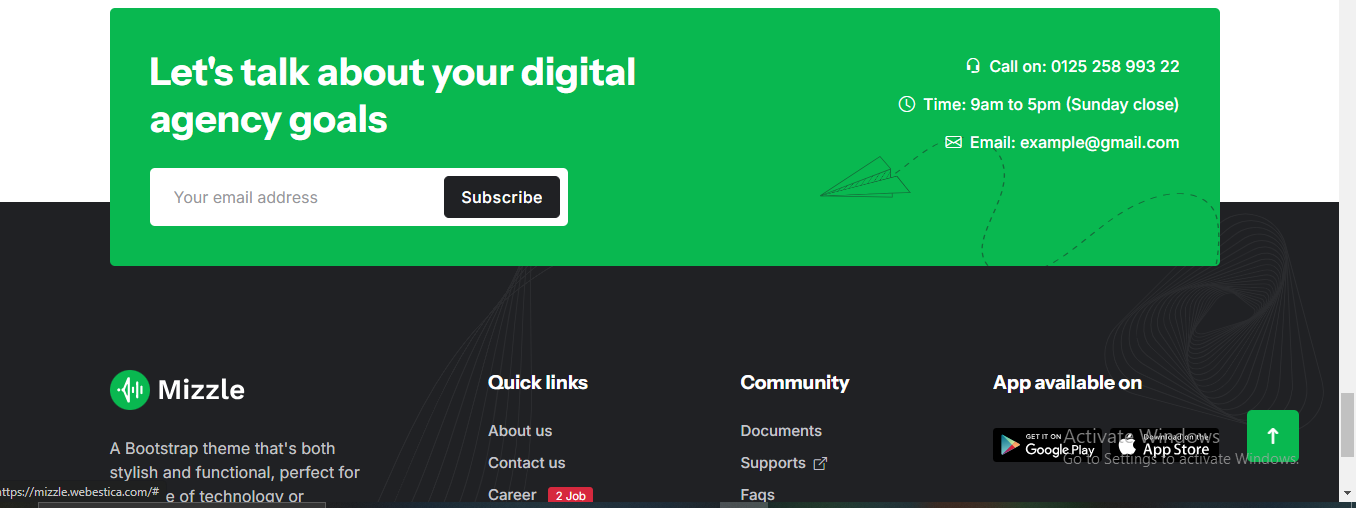 Let's talk about your digital
agency goals
Your email address
Subscribe
Call on: 0125 258 993 22
Time: 9am to 5pm (Sunday close)
Email: example@gmail.com
Mizzle
A Bootstrap theme that's both
stylish and functional, perfect for
e of technology or
Quick links
About us
Contact us
Career 2 Job
Community
Documents
Supports
Faqs
App available on
GET IT ON
Google Play
Download on the
App Store
Activate Windows
Go to Settings to activate Windows.
ttps://mizzle.webestica.com/#